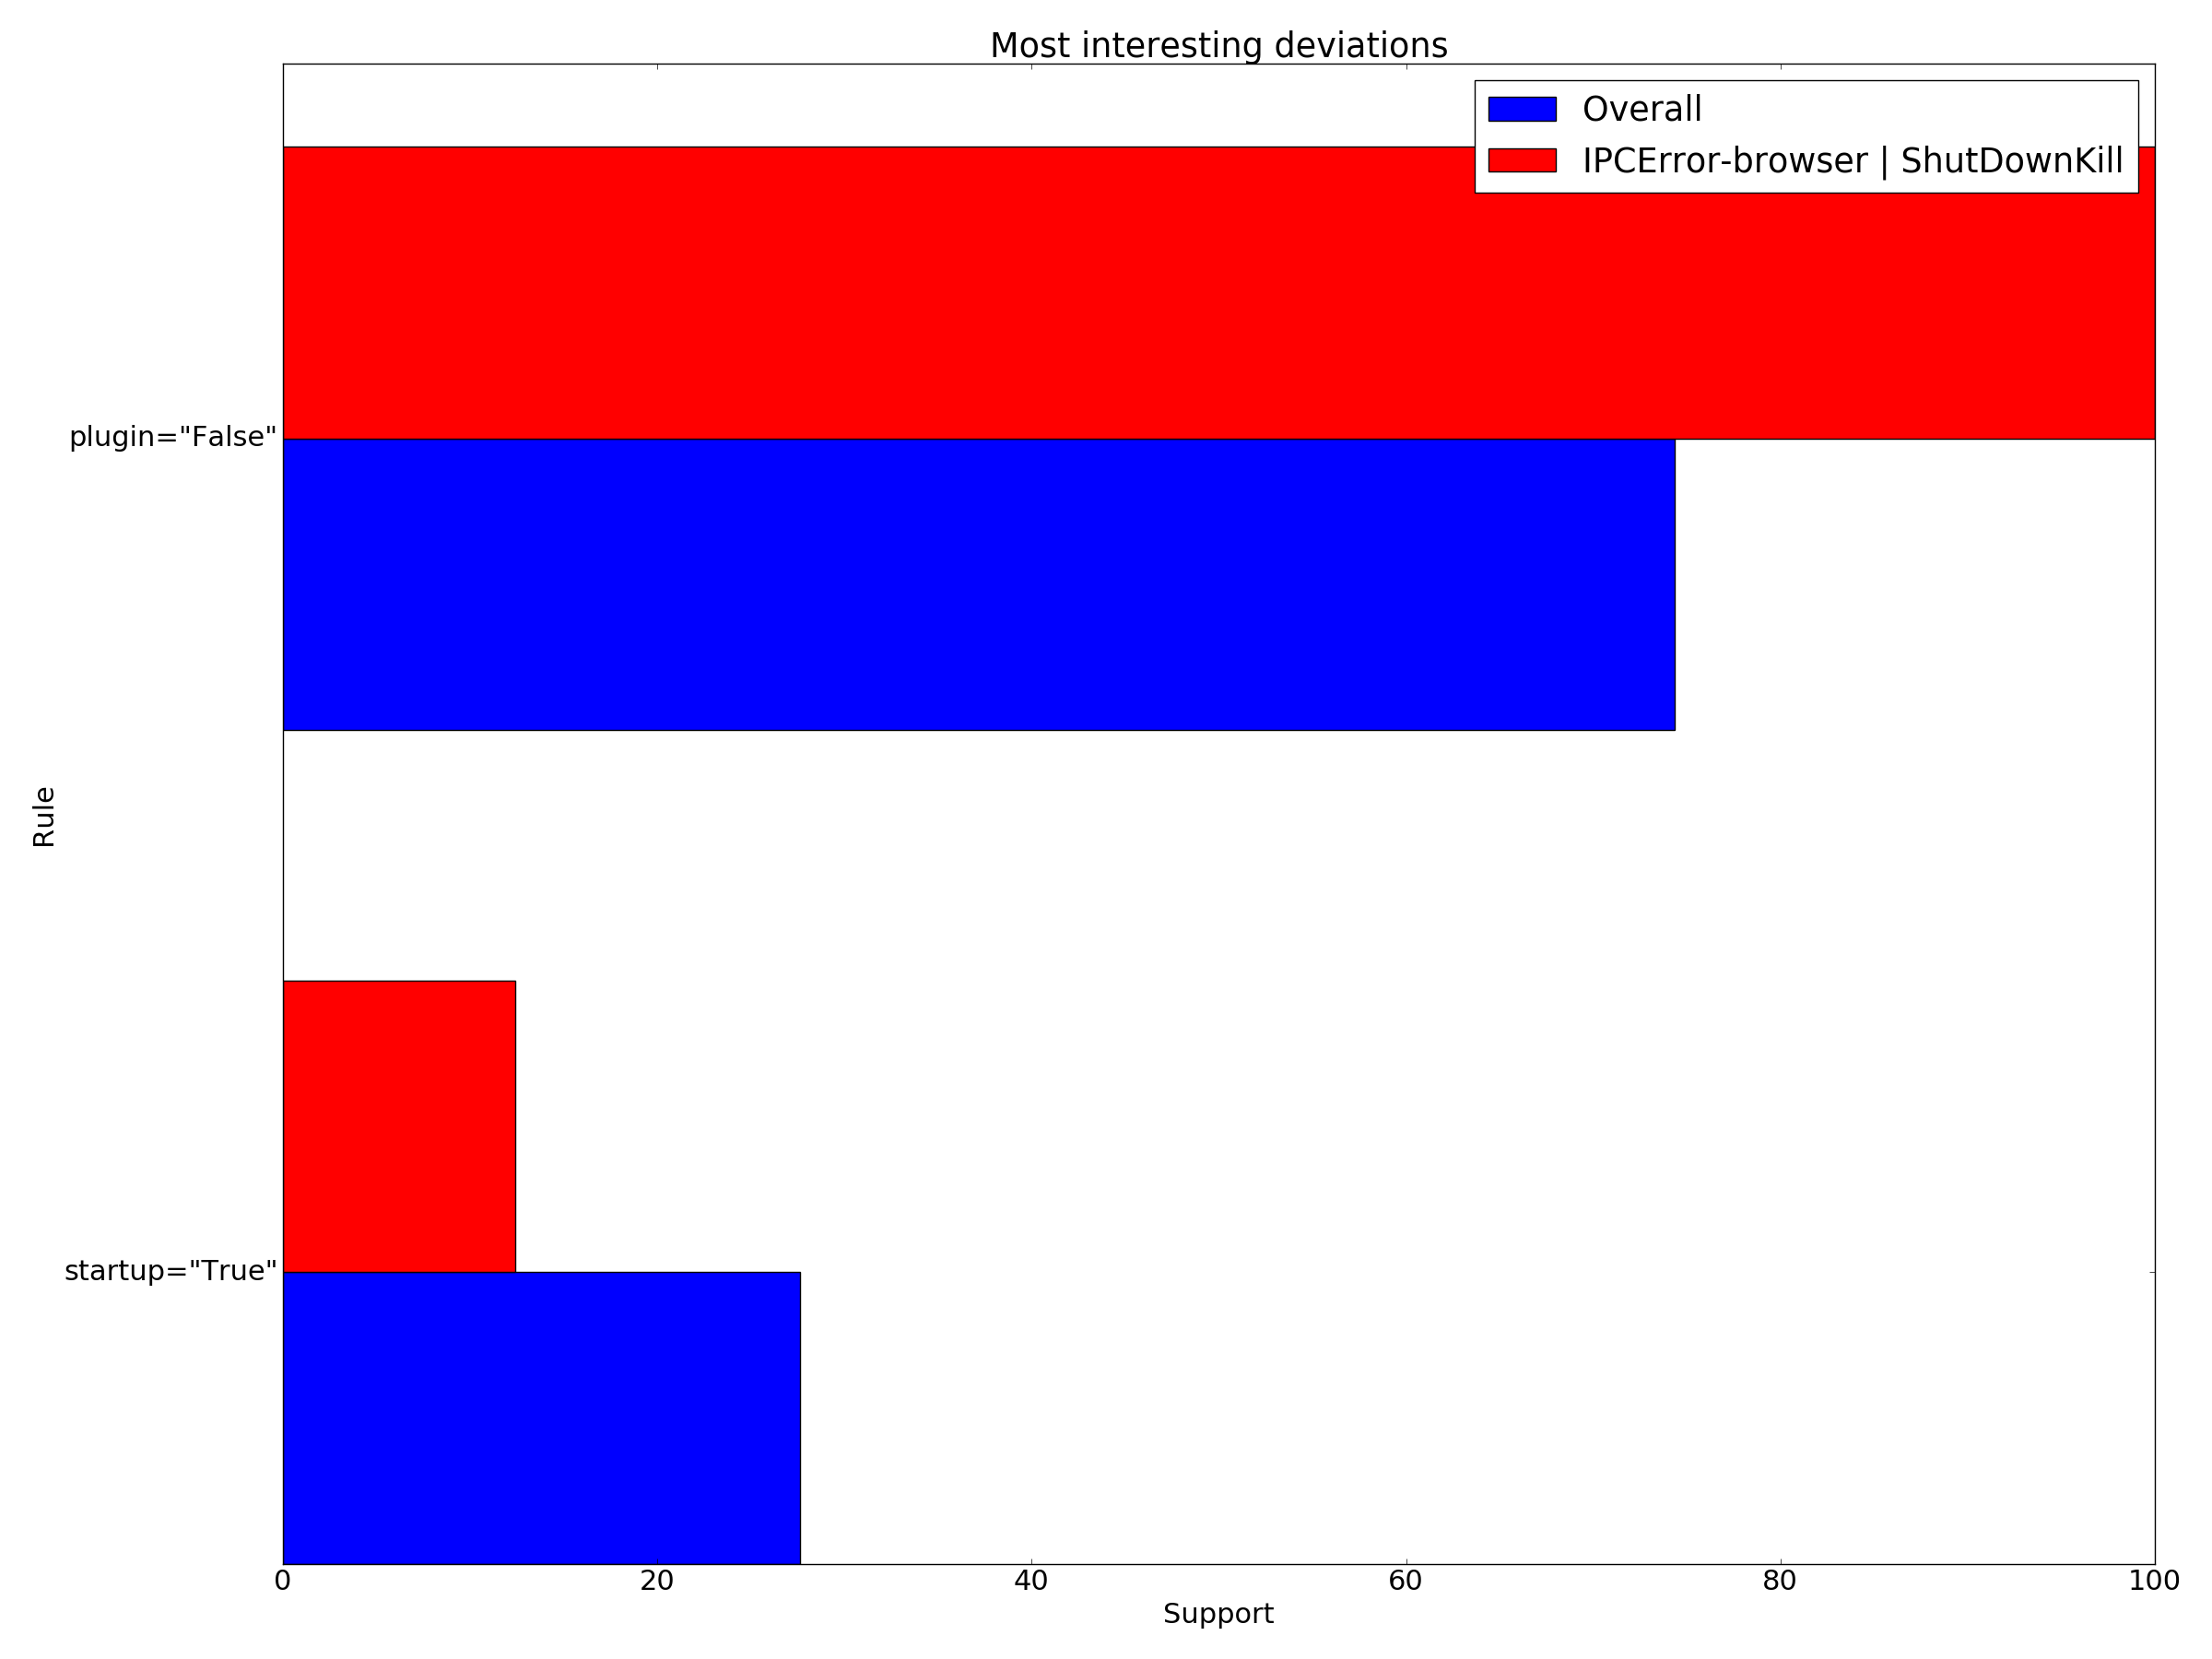 Most interesting deviations
Overall
IPCError-browser | ShutDownKill
plugin="False"
Rule
startup="True"
0 20 40 60 80 100
Support